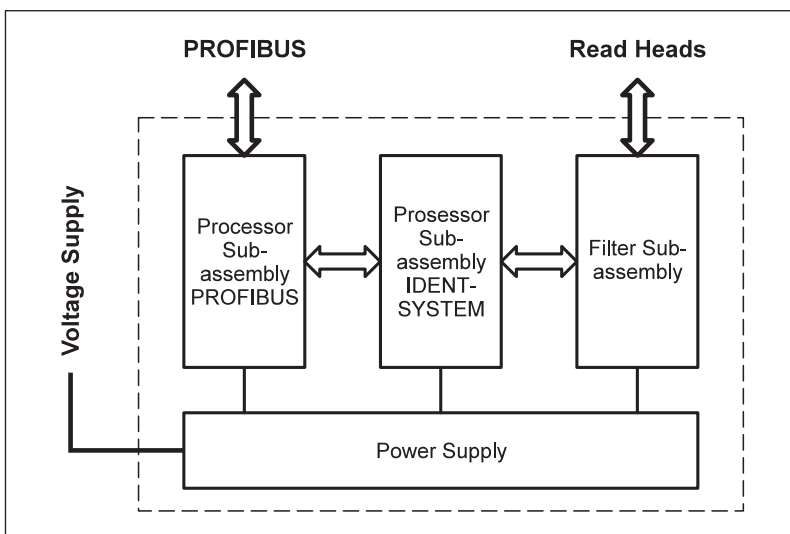 PROFIBUS
Read Heads
Voltage Supply
Processor
Sub-
assembly
PROFIBUS
Prosessor
Sub-
assembly
IDENT-
SYSTEM
Filter Sub-
assembly
Power Supply